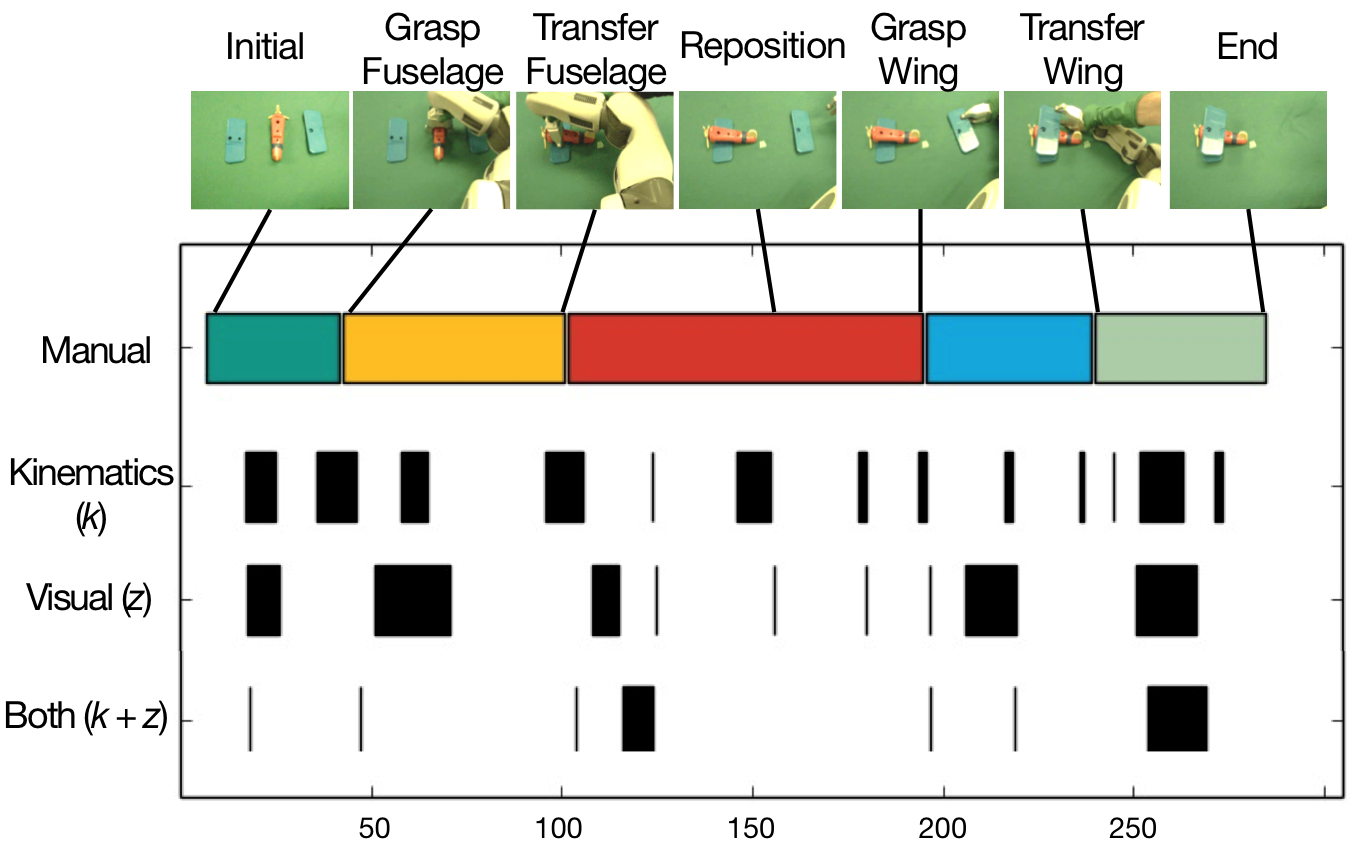 Initial
Grasp
Fuselage
Transfer
Fuselage
Reposition
Grasp
Wing
Transfer
Wing
End
Manual
Kinematics
(k)
Visual (z)
Both (k + z)
50 100 150 200 250